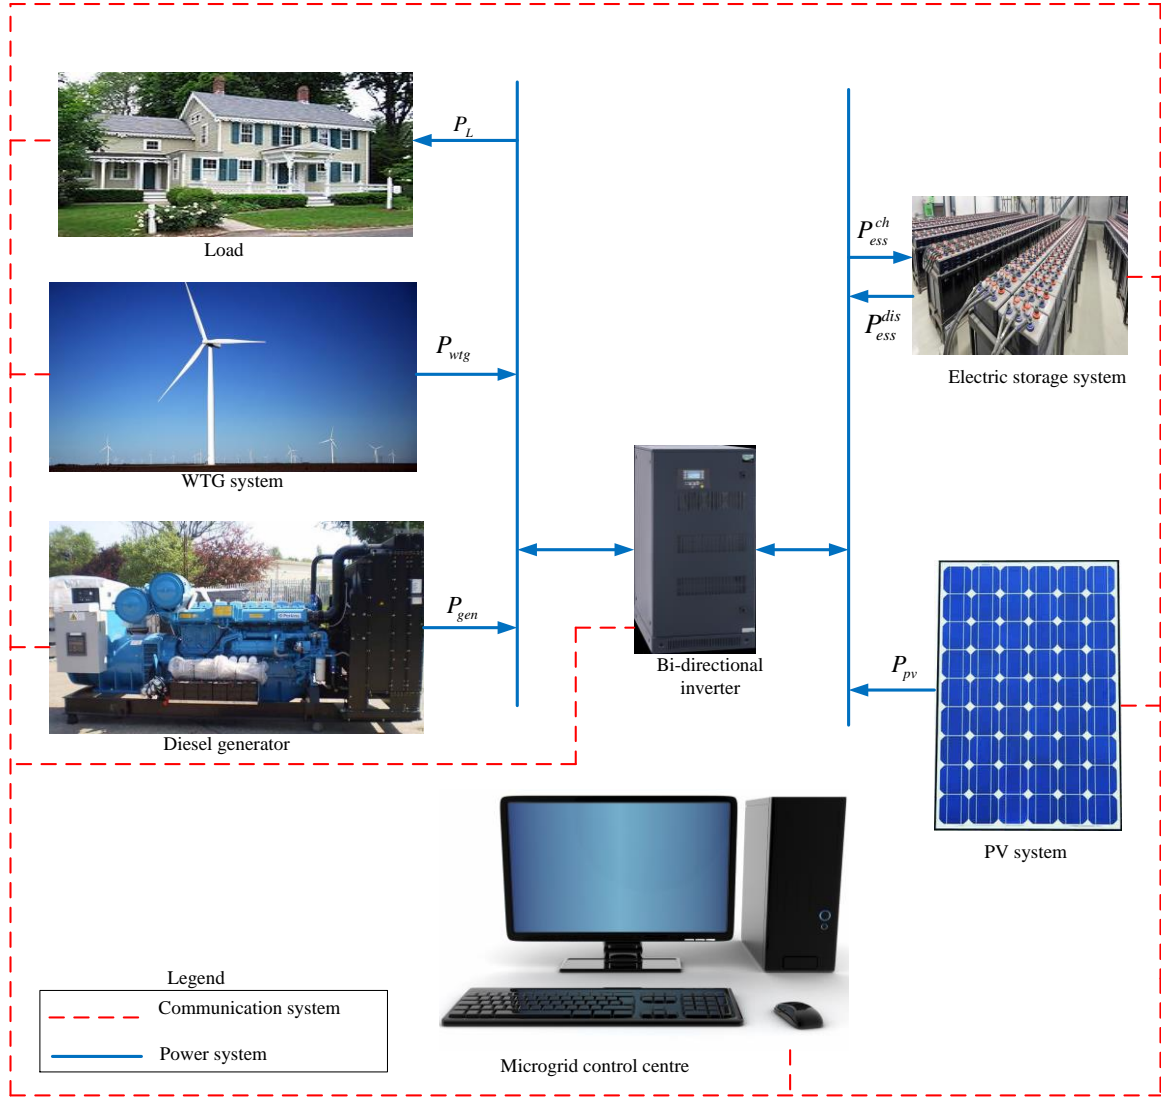 P_L
Load
P_ess^ch
P_ess^dis
Electric storage system
P_wtg
WTG system
P_gen
Diesel generator
Bi-directional
inverter
P_pv
PV system
Legend
Communication system
Power system
Microgrid control centre